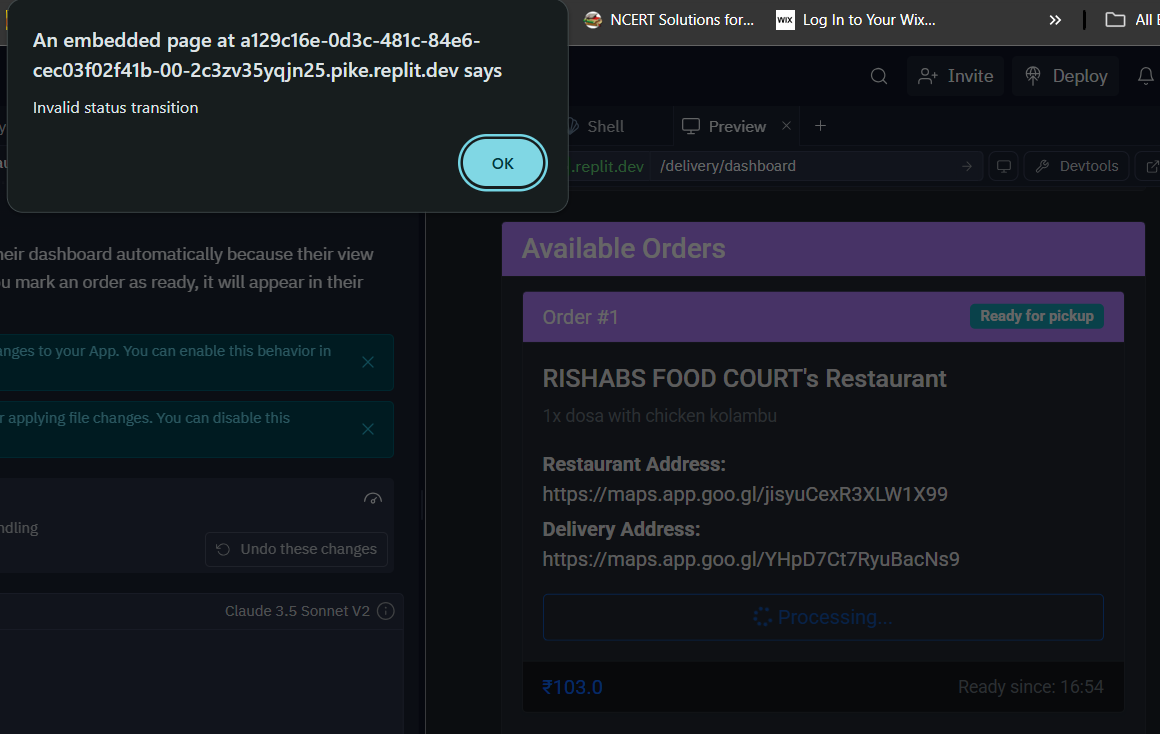 NCERT Solutions for...
WIX Log In to Your Wix...
All
An embedded page at a129c16e-0d3c-481c-84e6-
cec03f02f41b-00-2c3zv35yqjn25.pike.replit.dev says
Invalid status transition
OK
Invite
Deploy
Shell
Preview
.replit.dev
/delivery/dashboard
Devtools
dashboard automatically because their view
mark an order as ready, it will appear in their
to your App. You can enable this behavior in
applying file changes. You can disable this
Undo these changes
Claude 3.5 Sonnet V2
Available Orders
Order #1
Ready for pickup
RISHABS FOOD COURT's Restaurant
1x dosa with chicken kolambu
Restaurant Address:
https://maps.app.goo.gl/jisyuCexR3XLW1X99
Delivery Address:
https://maps.app.goo.gl/YHpD7Ct7RyuBacNs9
Processing...
₹103.0
Ready since: 16:54